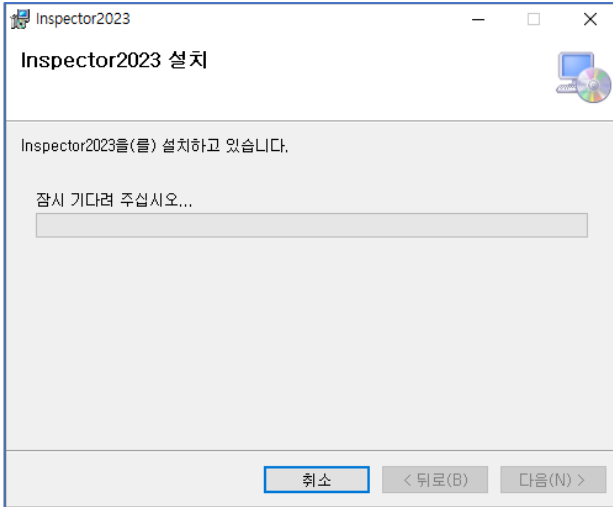 Inspector2023
Inspector2023 설치
Inspector2023을(를) 설치하고 있습니다.
잠시 기다려 주십시오...
취소
< 뒤로(B)
다음(N) >